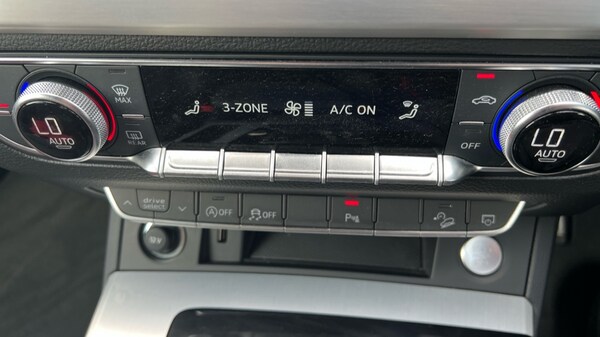 LO
AUTO
MAX
REAR
3-ZONE
A/C ON
OFF
LO
AUTO
drive
select
A OFF
OFF
P
12V